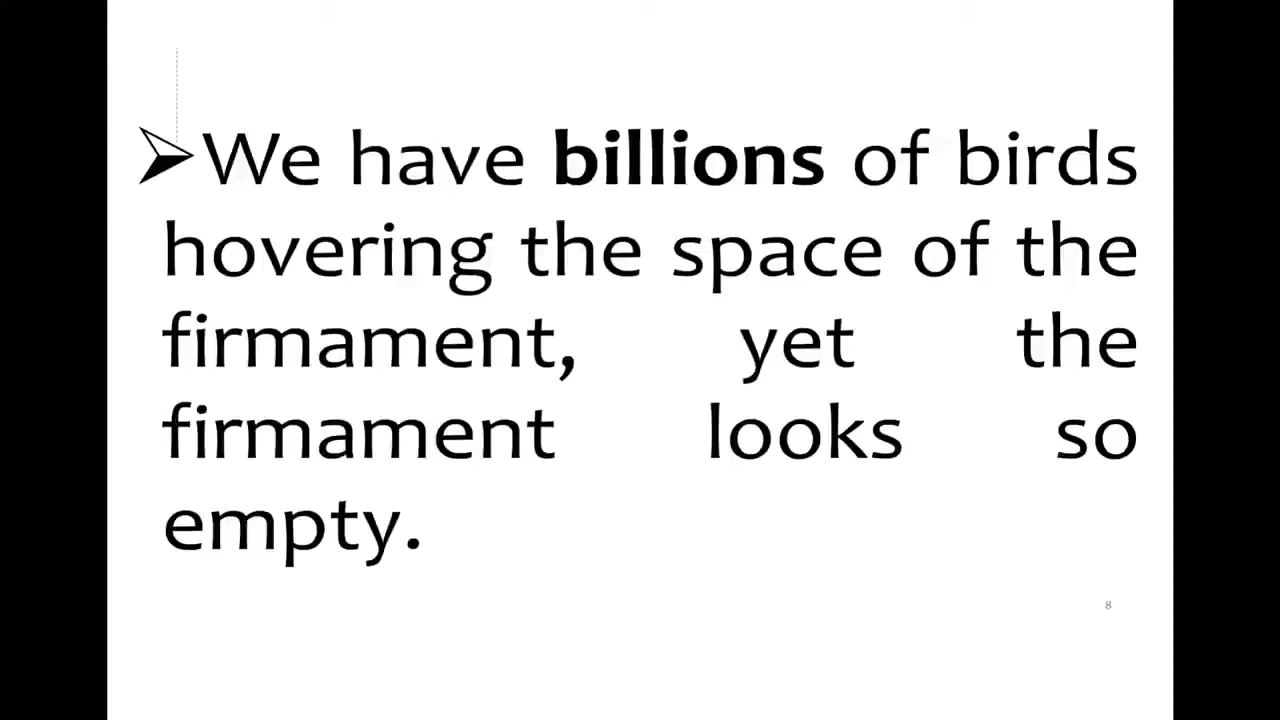 ➢We have billions of birds
hovering the space of the
firmament, yet the
firmament looks so
empty.
8